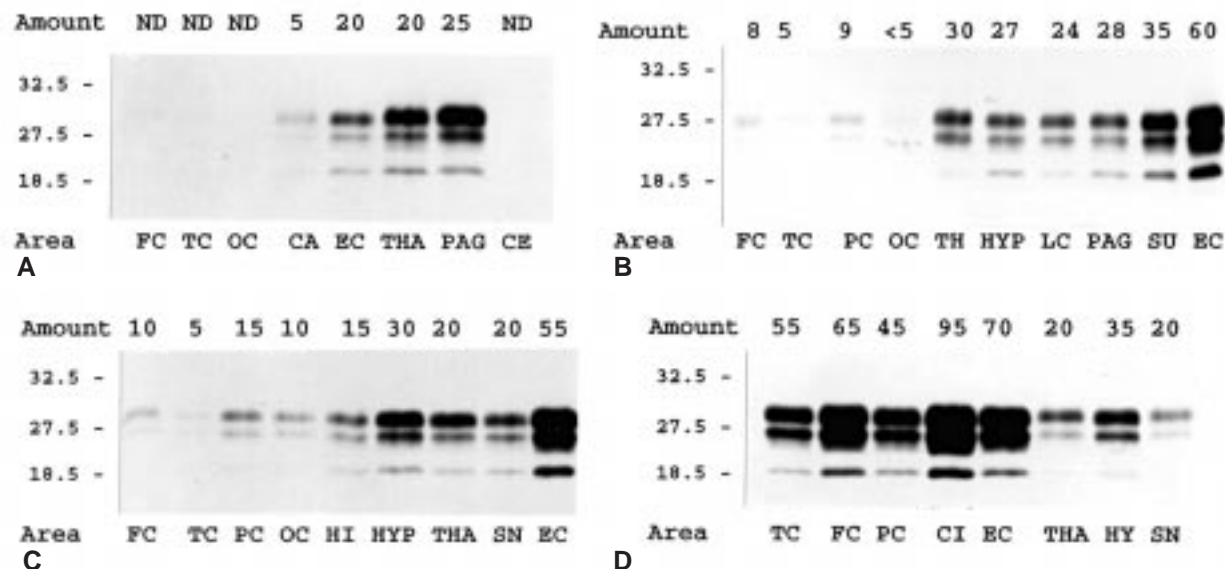 Amount ND ND ND 5 20 20 25 ND
32.5 -
27.5 -
18.5 -
Area FC TC OC CA EC THA PAG CE
A
Amount 8 5 9 <5 30 27 24 28 35 60
32.5 -
27.5 -
18.5 -
Area FC TC PC OC TH HYP LC PAG SU EC
B
Amount 10 5 15 10 15 30 20 20 55
32.5 -
27.5 -
18.5 -
Area FC TC PC OC HI HYP THA SN EC
C
Amount 55 65 45 95 70 20 35 20
32.5 -
27.5 -
18.5 -
Area TC FC PC CI EC THA HY SN
D